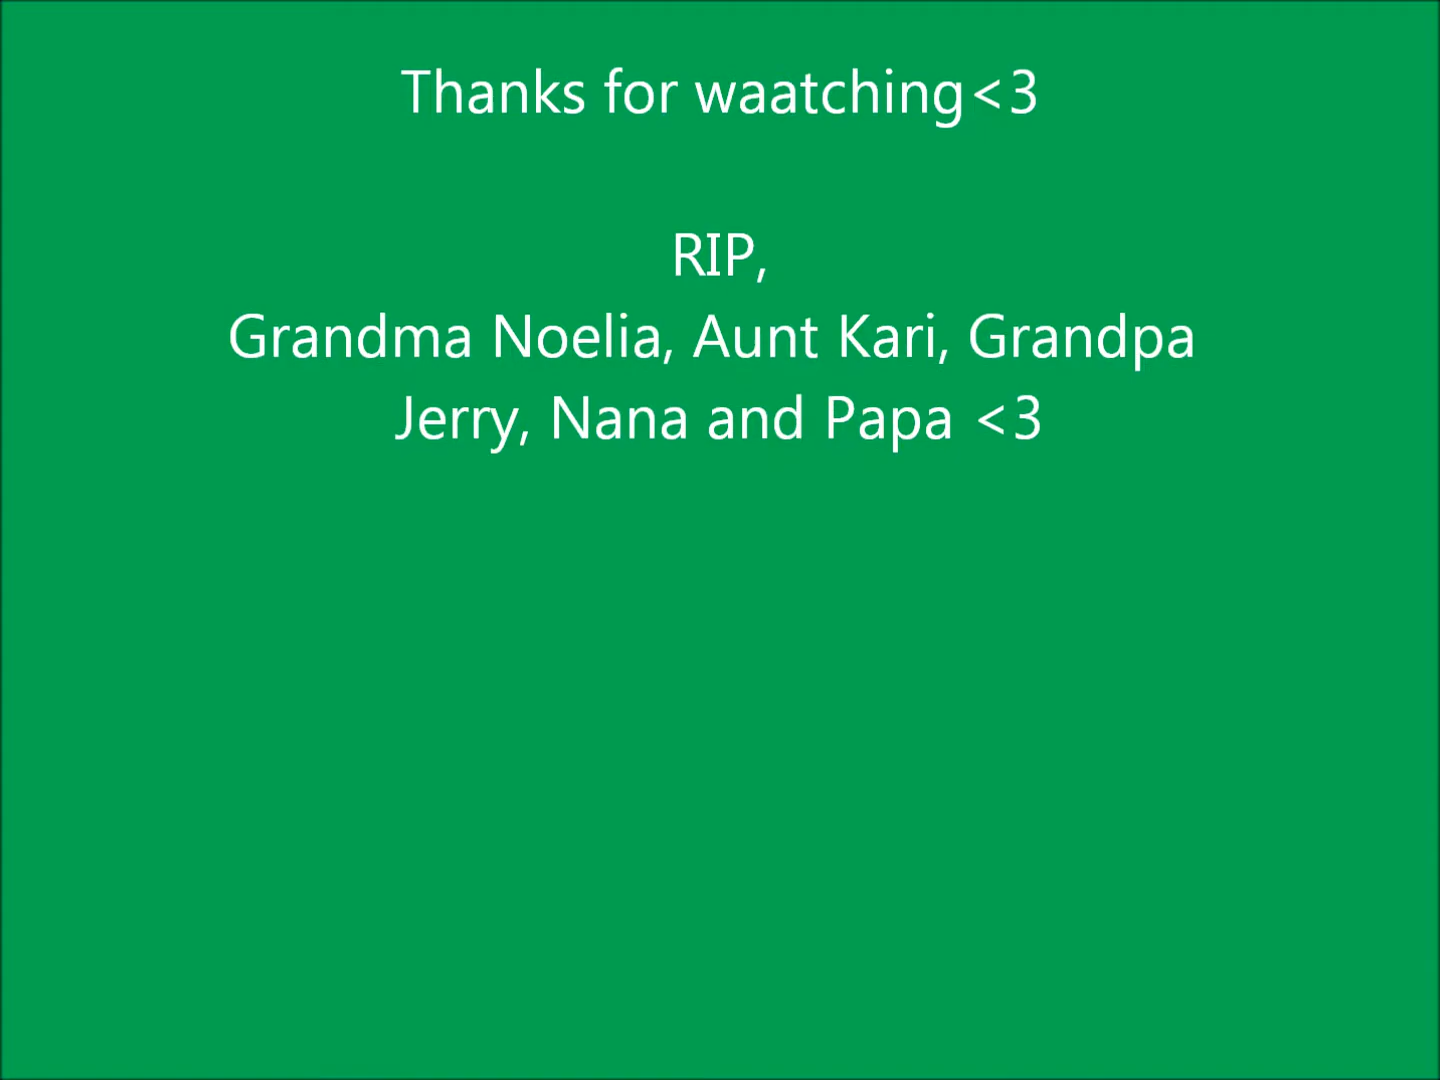 Thanks for waatching<3
RIP,
Grandma Noelia, Aunt Kari, Grandpa
Jerry, Nana and Papa <3